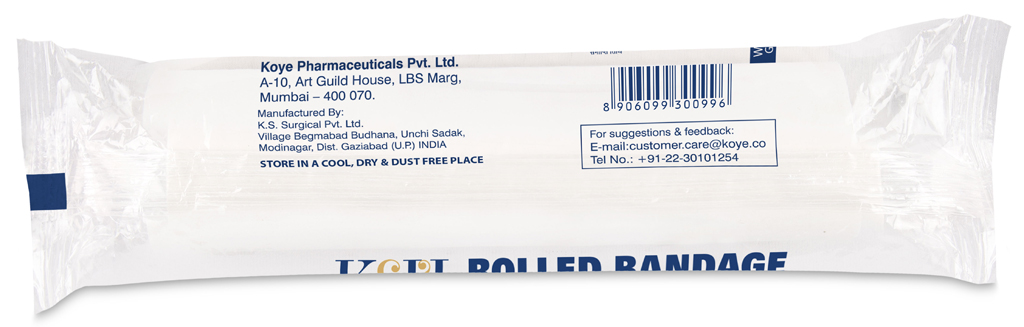 Koye Pharmaceuticals Pvt. Ltd.
A-10, Art Guild House, LBS Marg,
Mumbai – 400 070.
Manufactured By:
K.S. Surgical Pvt. Ltd.
Village Begmabad Budhana, Unchi Sadak,
Modinagar, Dist. Gaziabad (U.P.) INDIA
STORE IN A COOL, DRY & DUST FREE PLACE
8 906099 300996
For suggestions & feedback:
E-mail:customer.care@koye.co
Tel No.: +91-22-30101254
ROLLED BANDAGE